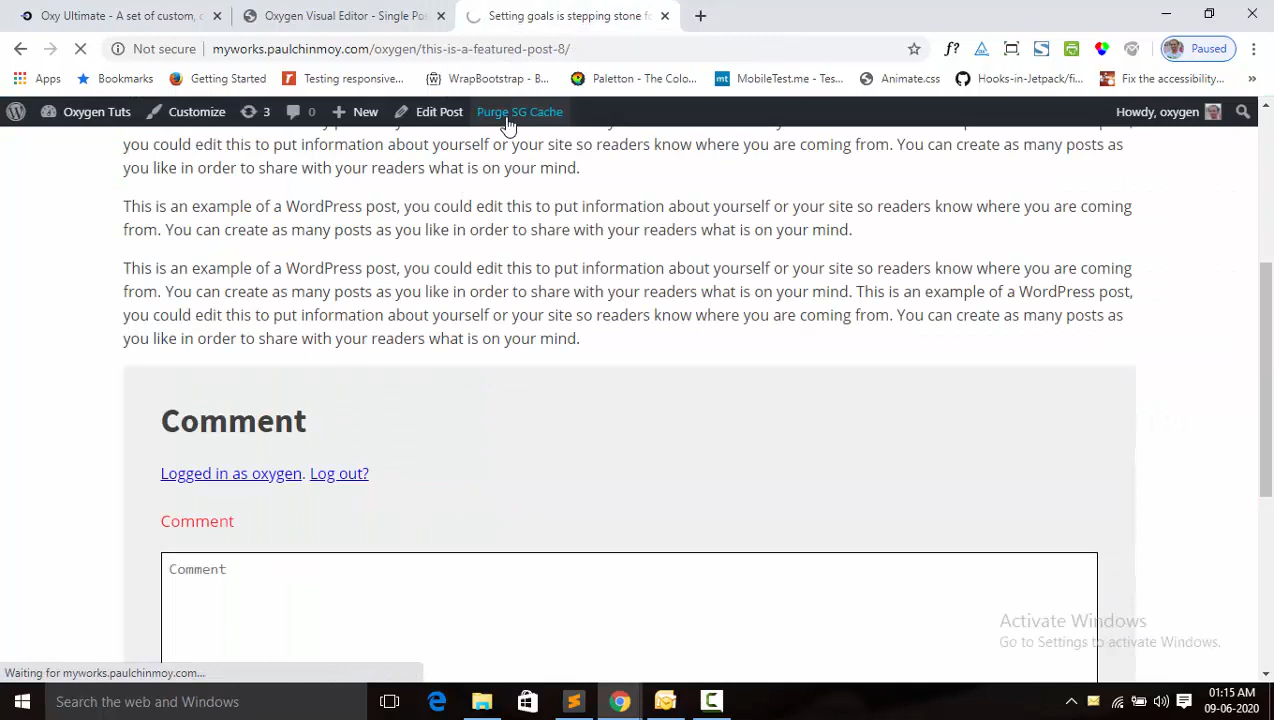 Oxy Ultimate - A set of custom, c
Oxygen Visual Editor - Single Pos
Setting goals is stepping stone fo
Not secure
myworks.paulchinmoy.com/oxygen/this-is-a-featured-post-8/
f?
Paused
Apps
Bookmarks
Getting Started
Testing responsive...
WrapBootstrap - B...
Paletton - The Colo...
mt
MobileTest.me - Tes...
Animate.css
Hooks-in-Jetpack/fi...
Fix the accessibility...
»
Oxygen Tuts
Customize
3
0
New
Edit Post
Purge SG Cache
Howdy, oxygen
you could edit this to put information about yourself or your site so readers know where you are coming from. You can create as many posts as
you like in order to share with your readers what is on your mind.
This is an example of a WordPress post, you could edit this to put information about yourself or your site so readers know where you are coming
from. You can create as many posts as you like in order to share with your readers what is on your mind.
This is an example of a WordPress post, you could edit this to put information about yourself or your site so readers know where you are coming
from. You can create as many posts as you like in order to share with your readers what is on your mind. This is an example of a WordPress post,
you could edit this to put information about yourself or your site so readers know where you are coming from. You can create as many posts as
you like in order to share with your readers what is on your mind.
Comment
Logged in as oxygen. Log out?
Comment
Comment
Activate Windows
Go to Settings to activate Windows.
Waiting for myworks.paulchinmoy.com...
Search the web and Windows
01:15 AM
09-06-2020